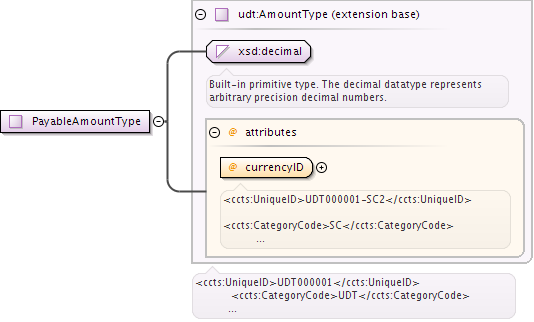 udt:AmountType (extension base)
xsd:decimal
Built-in primitive type. The decimal datatype represents
arbitrary precision decimal numbers.
PayableAmountType
@ attributes
@ currencyID
<ccts:UniqueID>UDT000001-SC2</ccts:UniqueID>
<ccts:CategoryCode>SC</ccts:CategoryCode>
...
<ccts:UniqueID>UDT000001</ccts:UniqueID>
<ccts:CategoryCode>UDT</ccts:CategoryCode>
...